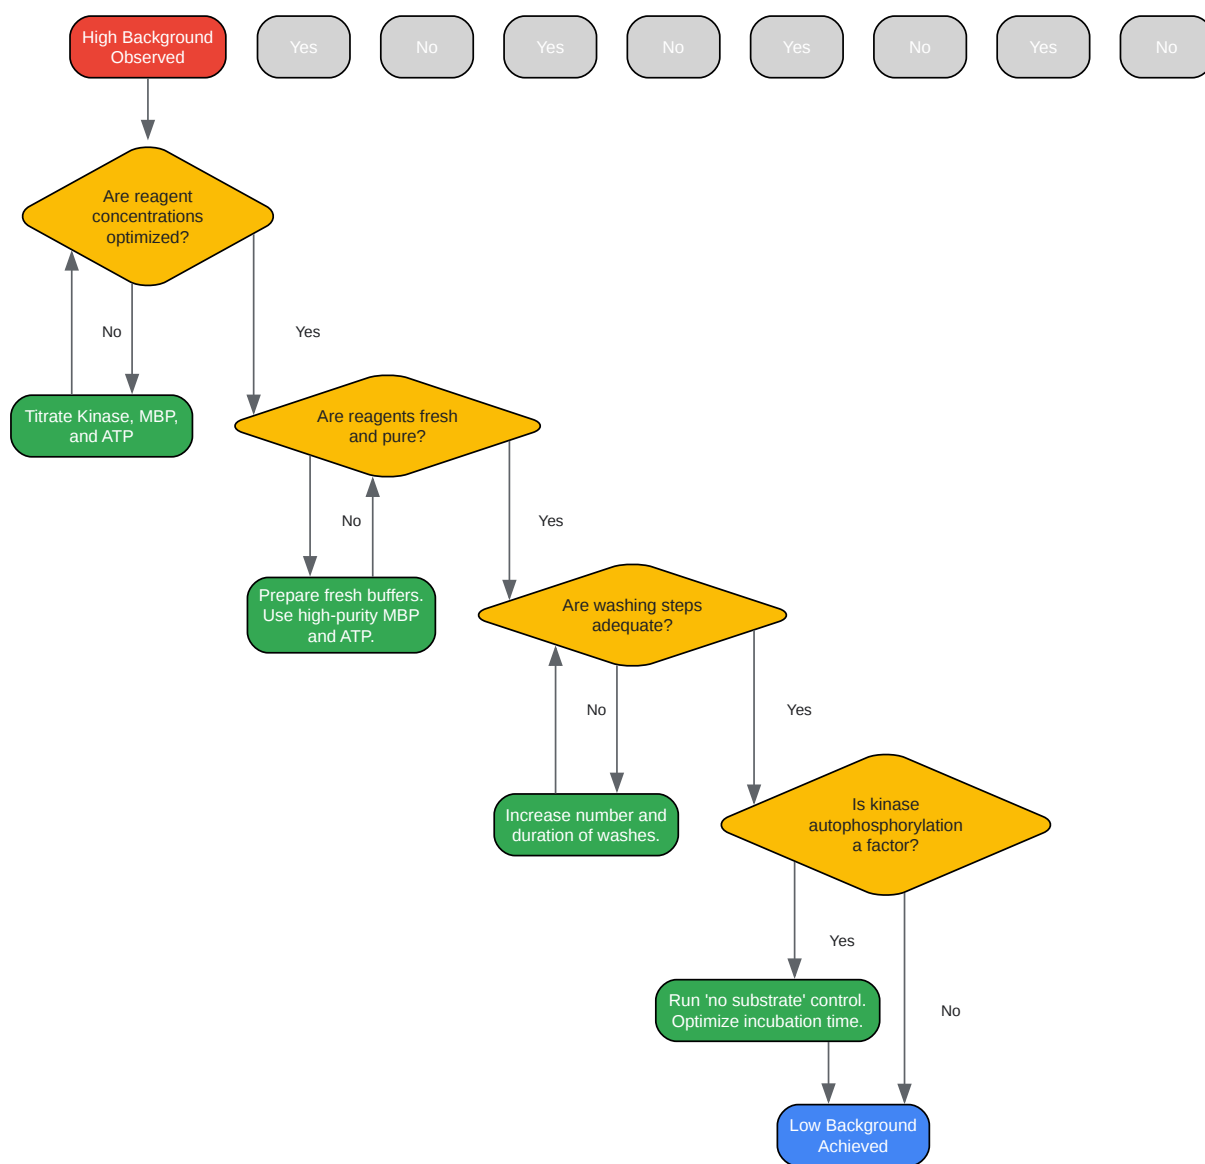 High Background
Observed
Yes
No
Yes
No
Yes
No
Yes
No
Are reagent
concentrations
optimized?
No
Yes
Titrate Kinase, MBP,
and ATP
Are reagents fresh
and pure?
No
Yes
Prepare fresh buffers.
Use high-purity MBP
and ATP.
Are washing steps
adequate?
No
Yes
Increase number and
duration of washes.
Is kinase
autophosphorylation
a factor?
Yes
No
Run 'no substrate' control.
Optimize incubation time.
Low Background
Achieved